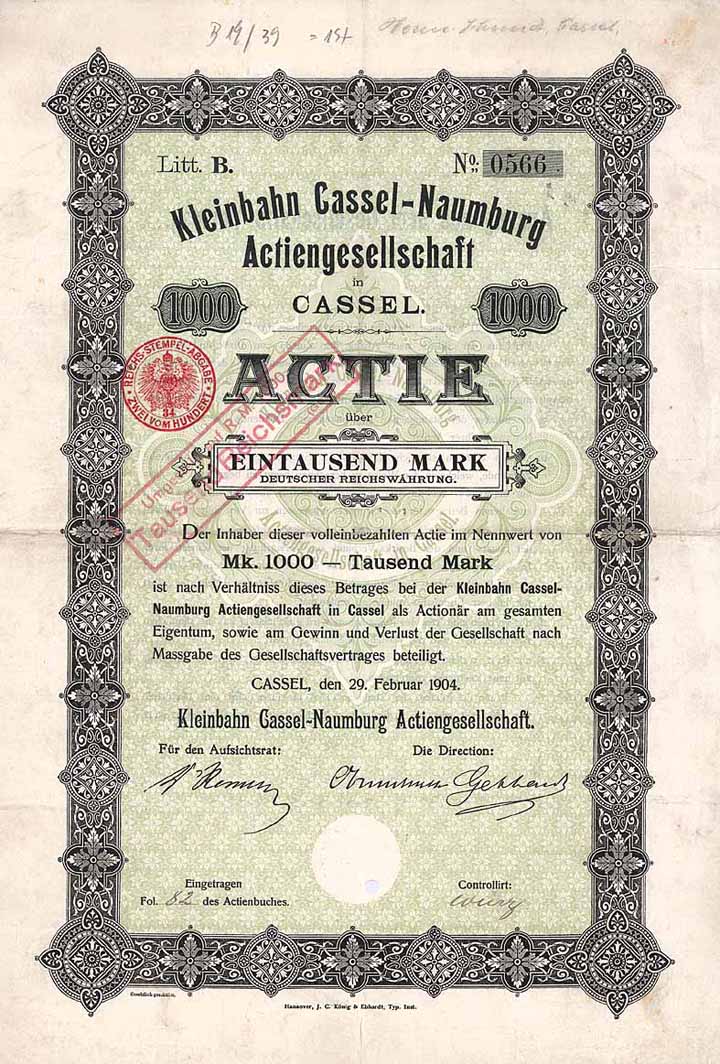 B 19/39 = 1St
Litt. B.
No. 0566
Kleinbahn Cassel-Naumburg
Actiengesellschaft
in
CASSEL.
1000 1000
REICHS-STEMPEL-ABGABE
ZWEI VOM HUNDERT
ACTIE
über
EINTAUSEND MARK
DEUTSCHER REICHSWÄHRUNG.
Tausend Reichsmark
Der Inhaber dieser volleinbezahlten Actie im Nennwert von
Mk. 1000 — Tausend Mark
ist nach Verhältniss dieses Betrages bei der Kleinbahn Cassel-
Naumburg Actiengesellschaft in Cassel als Actionär am gesamten
Eigentum, sowie am Gewinn und Verlust der Gesellschaft nach
Massgabe des Gesellschaftsvertrages beteiligt.
CASSEL, den 29. Februar 1904.
Kleinbahn Cassel-Naumburg Actiengesellschaft.
Für den Aufsichtsrat: Die Direction:
Gebhardt
Eingetragen
Fol. 82 des Actienbuches.
Controllirt:
Hannover, J. C. König & Ebhardt, Typ. Inst.